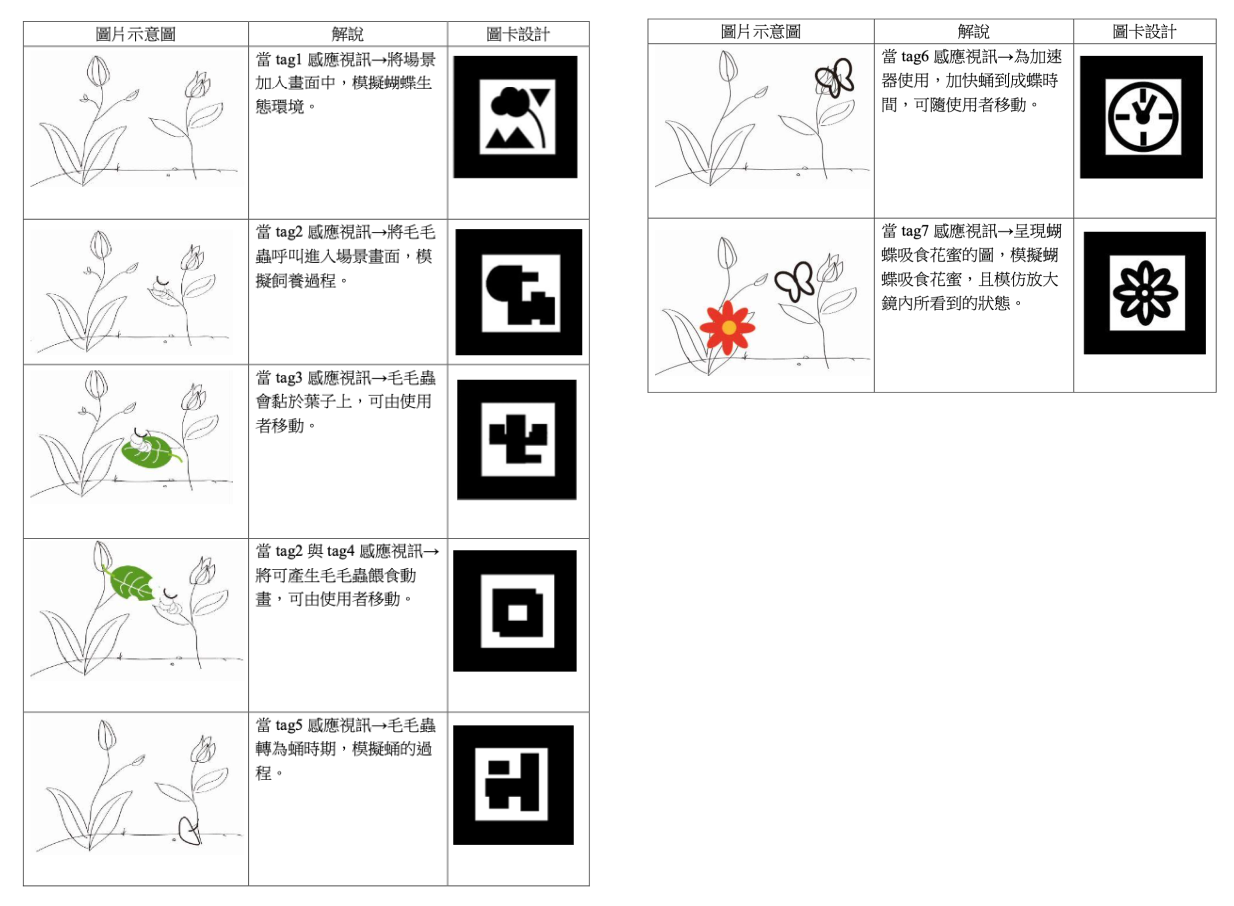 圖片示意圖
解說
圖卡設計
當 tag1 感應視訊→將場景
加入畫面中，模擬蝴蝶生
態環境。
當 tag2 感應視訊→將毛毛
蟲呼叫進入場景畫面，模
擬飼養過程。
當 tag3 感應視訊→毛毛蟲
會黏於葉子上，可由使用
者移動。
當 tag2 與 tag4 感應視訊→
將可產生毛毛蟲餵食動
畫，可由使用者移動。
當 tag5 感應視訊→毛毛蟲
轉為蛹時期，模擬蛹的過
程。
圖片示意圖
解說
圖卡設計
當 tag6 感應視訊→為加速
器使用，加快蛹到成蝶時
間，可隨使用者移動。
當 tag7 感應視訊→呈現蝴
蝶吸食花蜜的圖，模擬蝴
蝶吸食花蜜，且模仿放大
鏡內所看到的狀態。